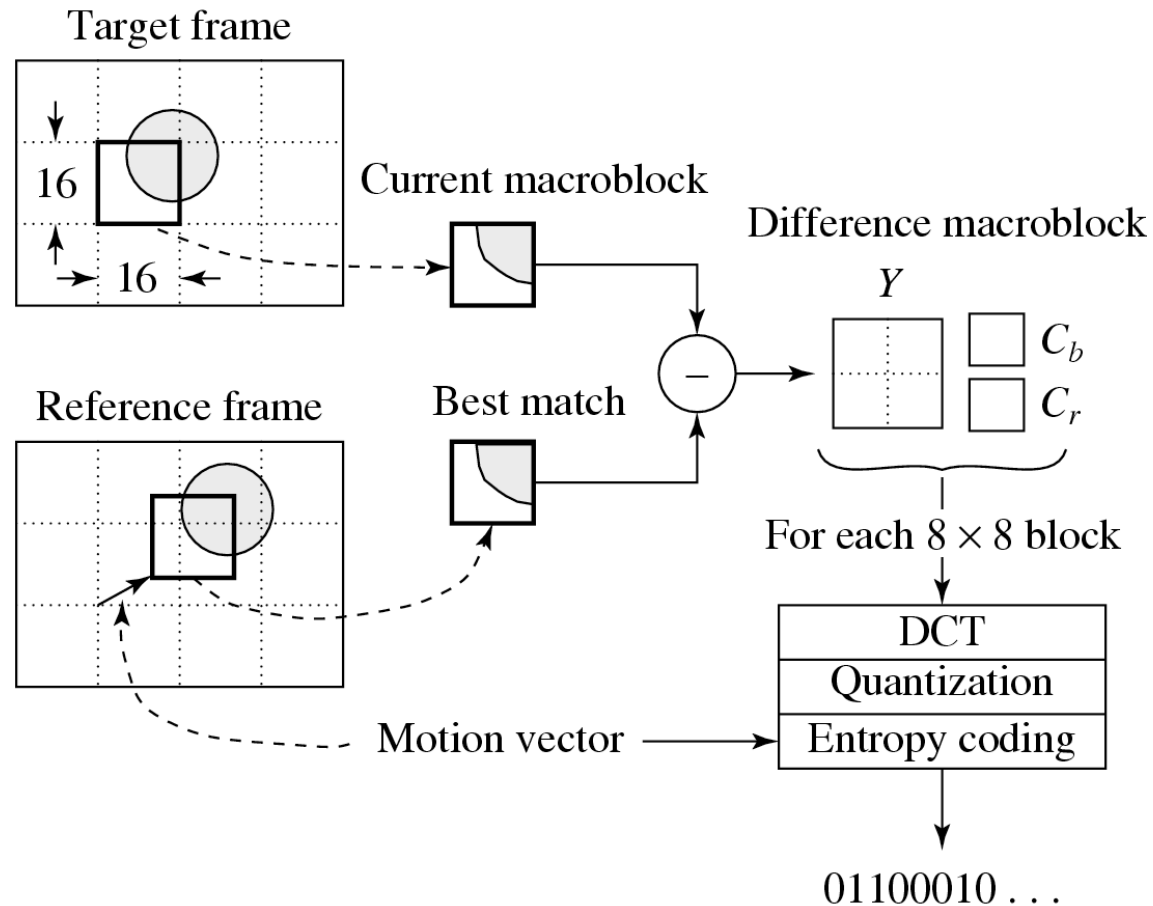 Target frame
16
16
Current macroblock
Difference macroblock
Y
C_b
C_r
−
Reference frame
Best match
For each 8 × 8 block
DCT
Quantization
Entropy coding
Motion vector
01100010 . . .